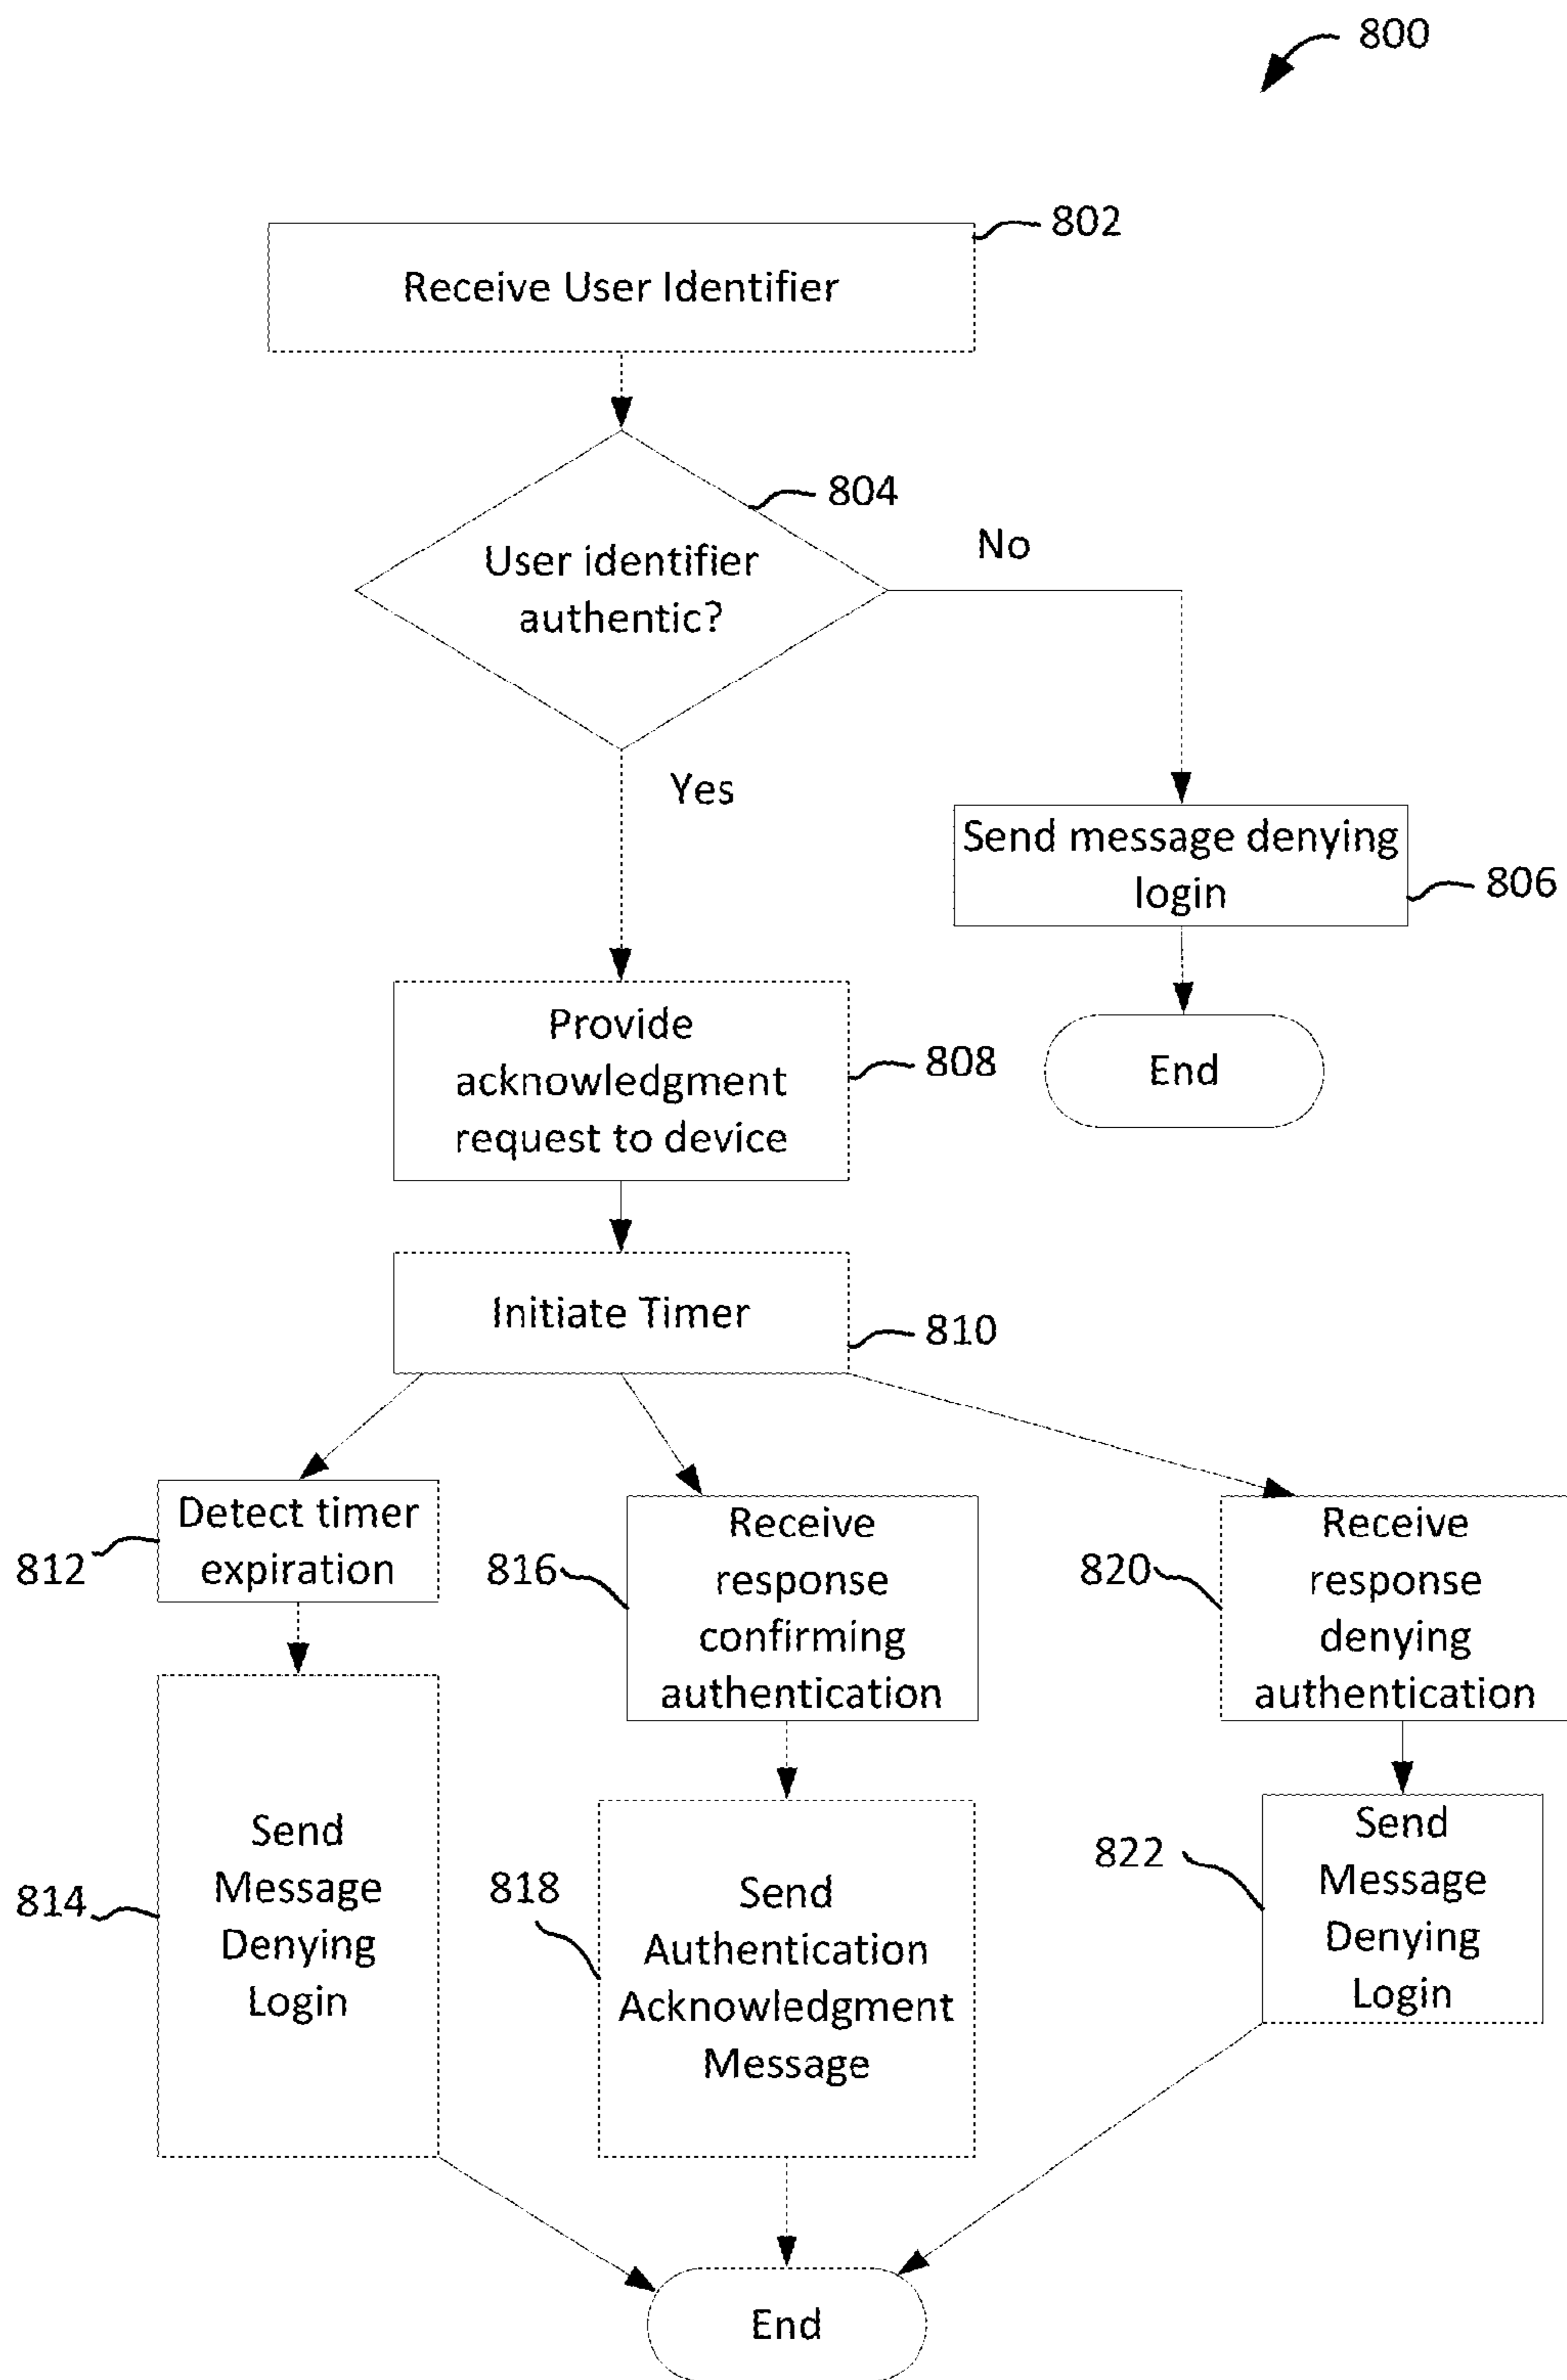 800
802
Receive User Identifier
804
No
User identifier
authentic?
Yes
Send message denying
login
806
Provide
acknowledgment
request to device
808
End
Initiate Timer
810
Detect timer
expiration
812
Receive
response
confirming
authentication
816
Receive
response
denying
authentication
820
Send
Message
Denying
Login
814
Send
Authentication
Acknowledgment
Message
818
Send
Message
Denying
Login
822
End